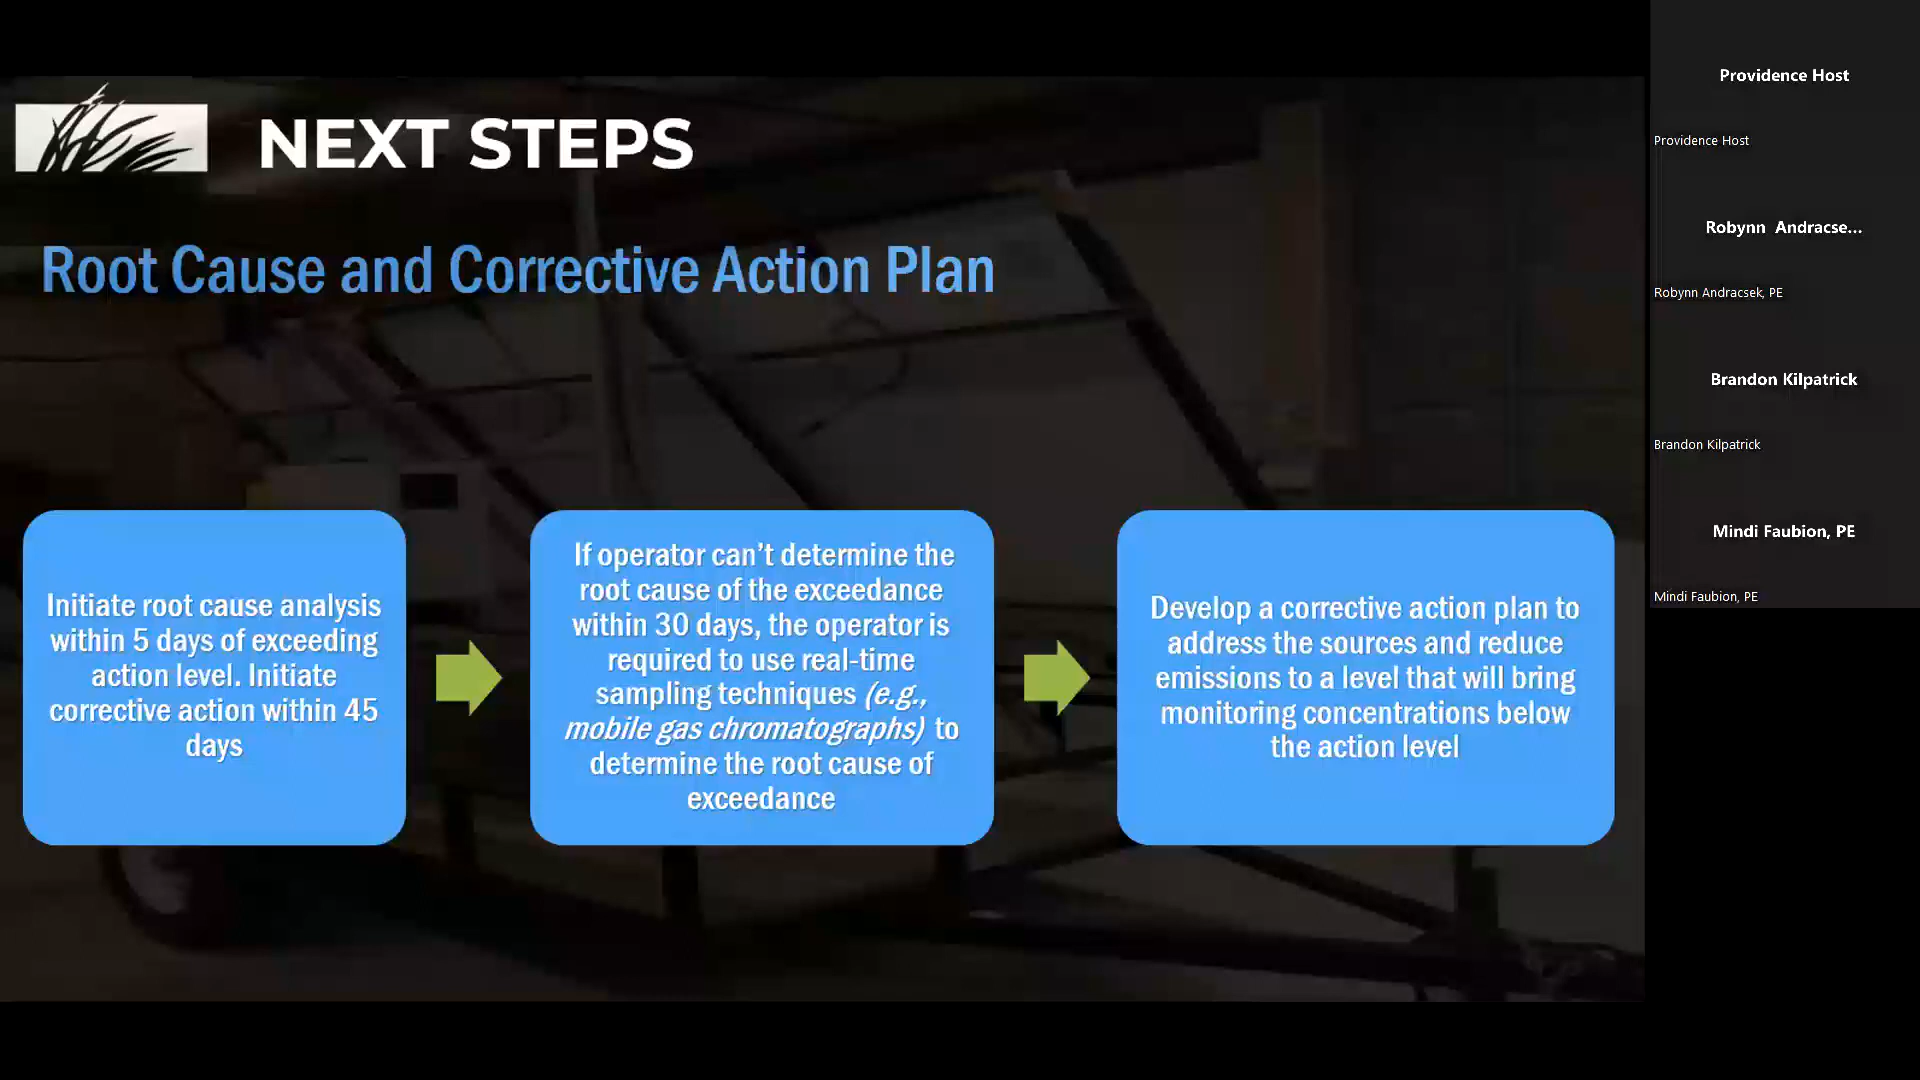 NEXT STEPS
Root Cause and Corrective Action Plan
Initiate root cause analysis
within 5 days of exceeding
action level. Initiate
corrective action within 45
days
If operator can’t determine the
root cause of the exceedance
within 30 days, the operator is
required to use real-time
sampling techniques (e.g.,
mobile gas chromatographs) to
determine the root cause of
exceedance
Develop a corrective action plan to
address the sources and reduce
emissions to a level that will bring
monitoring concentrations below
the action level
Providence Host
Providence Host
Robynn Andracse...
Robynn Andracsek, PE
Brandon Kilpatrick
Brandon Kilpatrick
Mindi Faubion, PE
Mindi Faubion, PE